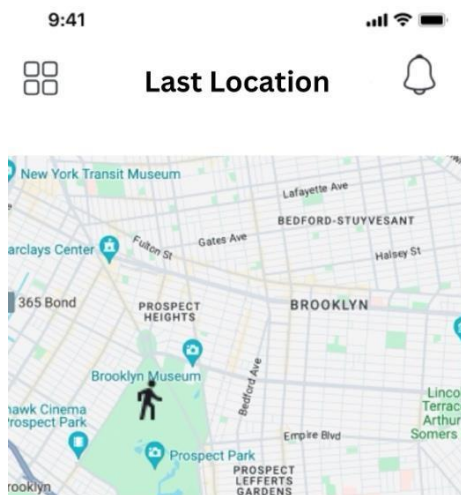 9:41
Last Location
New York Transit Museum
Lafayette Ave
BEDFORD-STUYVESANT
Fulton St
Gates Ave
arclays Center
Halsey St
365 Bond
PROSPECT
HEIGHTS
BROOKLYN
Brooklyn Museum
Bedford Ave
Linco
Terrac
Arthur
Somers
awk Cinema
rospect Park
Empire Blvd
Prospect Park
PROSPECT
LEFFERTS
GARDENS
rooklyn